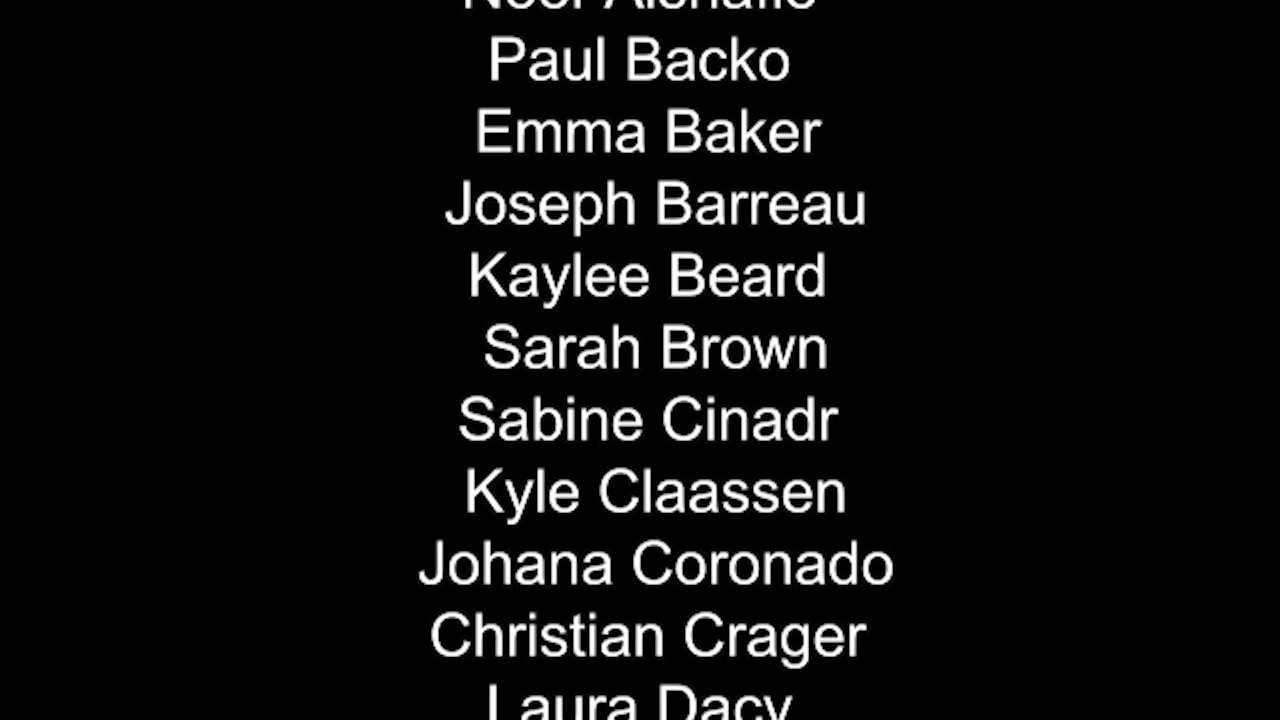 Paul Backo
Emma Baker
Joseph Barreau
Kaylee Beard
Sarah Brown
Sabine Cinadr
Kyle Claassen
Johana Coronado
Christian Crager
Laura Dacy